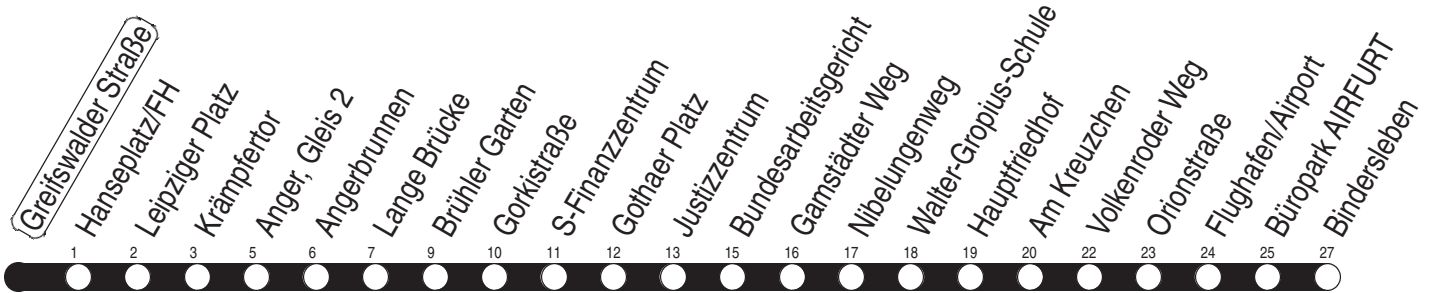 Greifswalder Straße
Hanseplatz/FH
Leipziger Platz
Krämpfertor
Anger, Gleis 2
Angerbrunnen
Lange Brücke
Brühler Garten
Gorkistraße
S-Finanzzentrum
Gothaer Platz
Justizzentrum
Bundesarbeitsgericht
Gamstädter Weg
Nibelungenweg
Walter-Gropius-Schule
Hauptfriedhof
Am Kreuzchen
Volkenroder Weg
Orionstraße
Flughafen/Airport
Büropark AIRFURT
Bindersleben
1 2 3 5 6 7 9 10 11 12 13 15 16 17 18 19 20 22 23 24 25 27